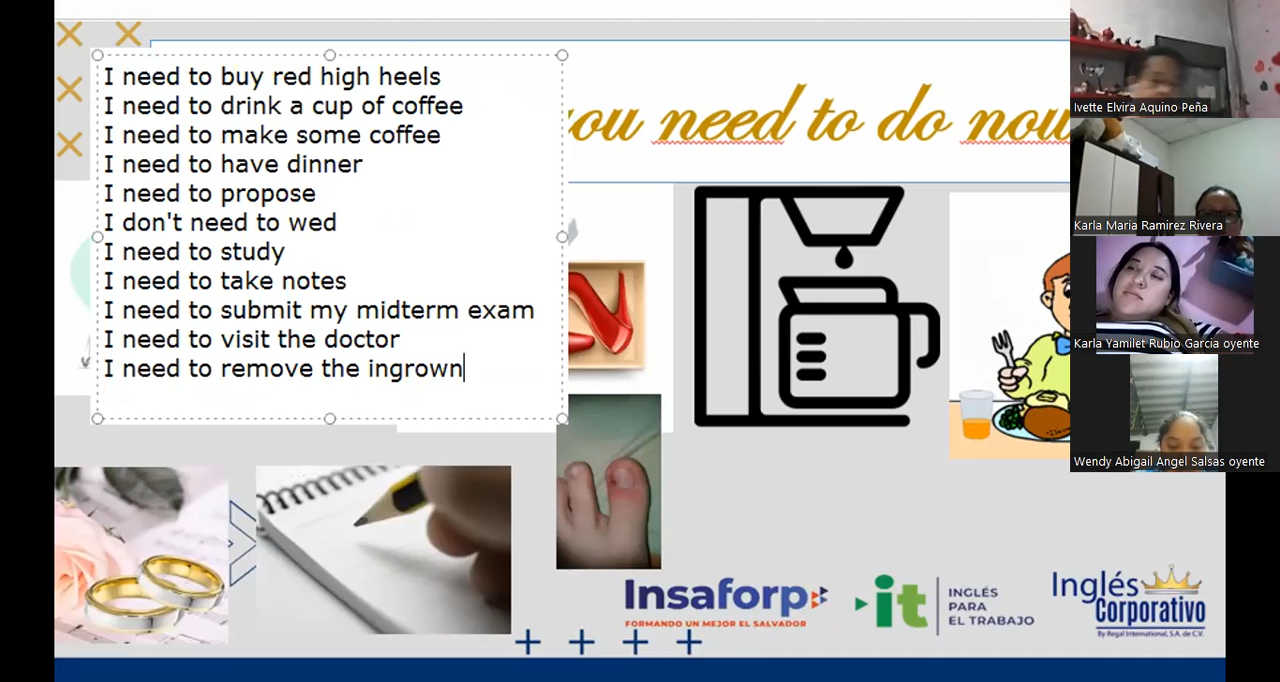 I need to buy red high heels
I need to drink a cup of coffee
I need to make some coffee
I need to have dinner
I need to propose
I don't need to wed
I need to study
I need to take notes
I need to submit my midterm exam
I need to visit the doctor
I need to remove the ingrown
you need to do now
Ivette Elvira Aquino Peña
Karla Maria Ramirez Rivera
Karla Yamilet Rubio Garcia oyente
Wendy Abigail Angel Salsas oyente
Insaforp
FORMANDO UN MEJOR EL SALVADOR
it
INGLÉS
PARA
EL TRABAJO
Inglés
Corporativo
By Regal International, S.A. de C.V.